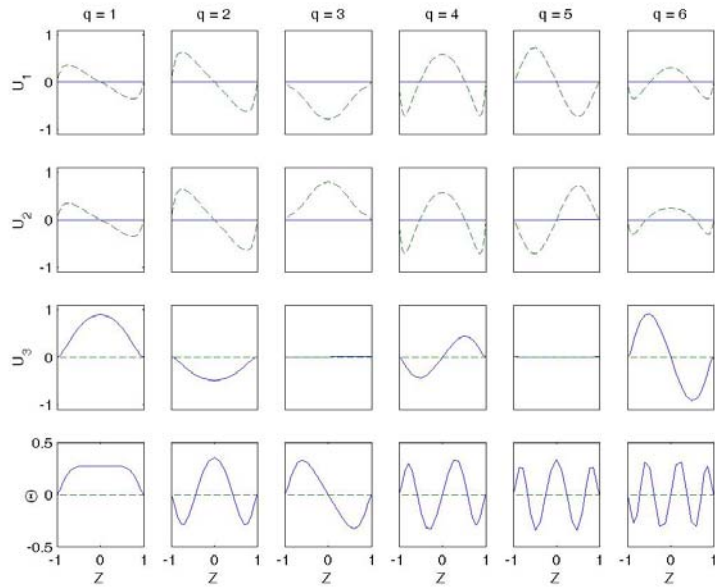 q = 1 q = 2 q = 3 q = 4 q = 5 q = 6
1
0
-1
U1
1
0
-1
U2
1
0
-1
U3
0.5
0
-0.5
Θ
-1 0 1 -1 0 1 -1 0 1 -1 0 1 -1 0 1 -1 0 1
Z Z Z Z Z Z